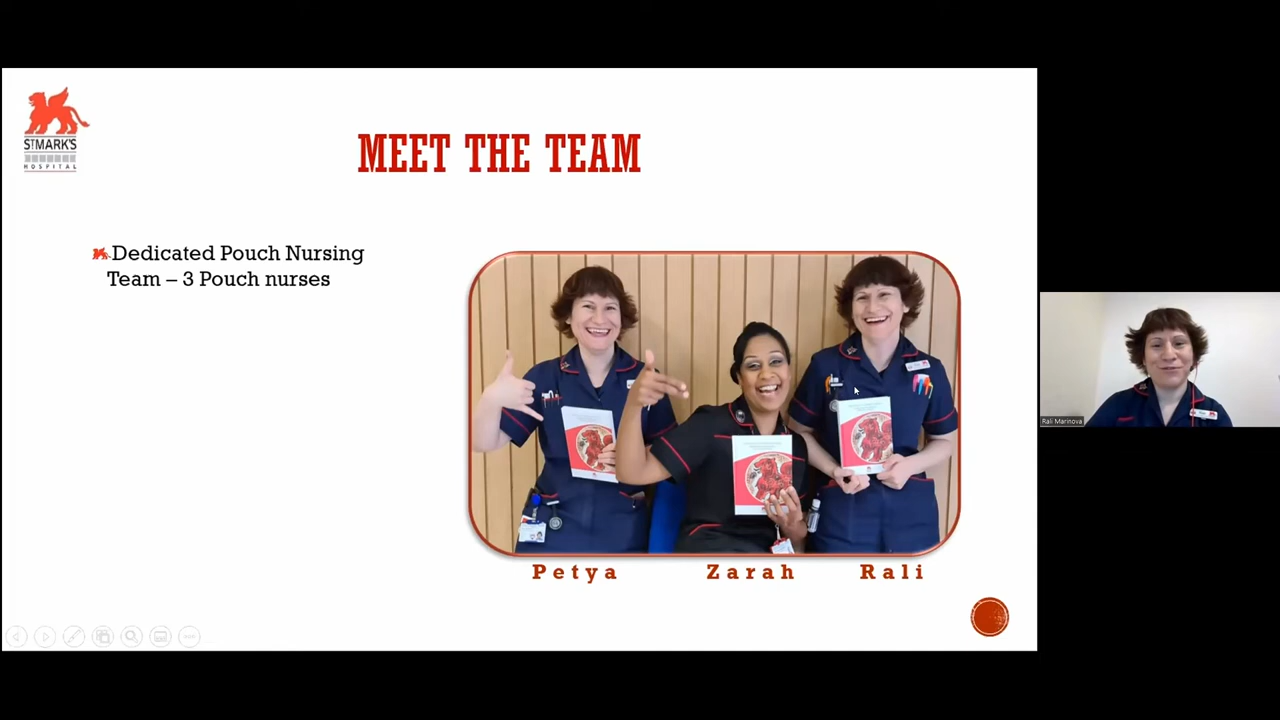 ST MARK'S
HOSPITAL
MEET THE TEAM
Dedicated Pouch Nursing
Team – 3 Pouch nurses
Petya Zarah Rali
Rali Marinova